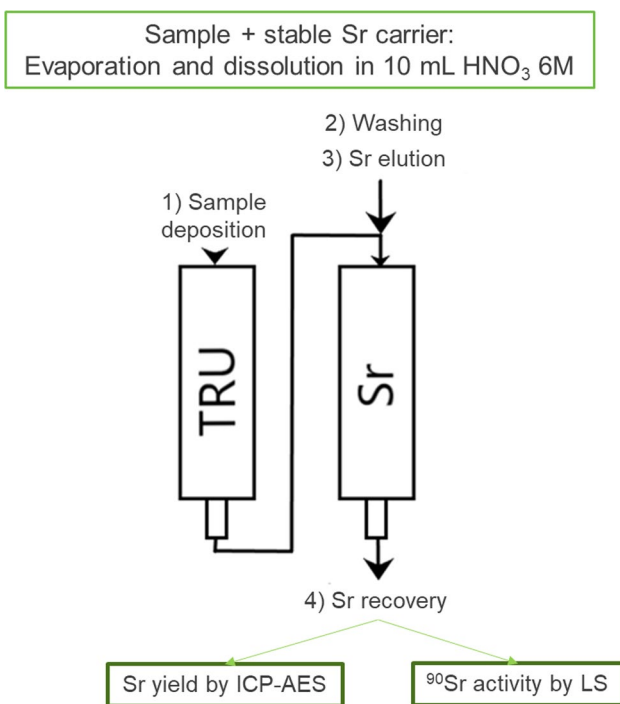 Sample + stable Sr carrier:
Evaporation and dissolution in 10 mL HNO₃ 6M
2) Washing
3) Sr elution
1) Sample
deposition
TRU
Sr
4) Sr recovery
Sr yield by ICP-AES
⁹⁰Sr activity by LS